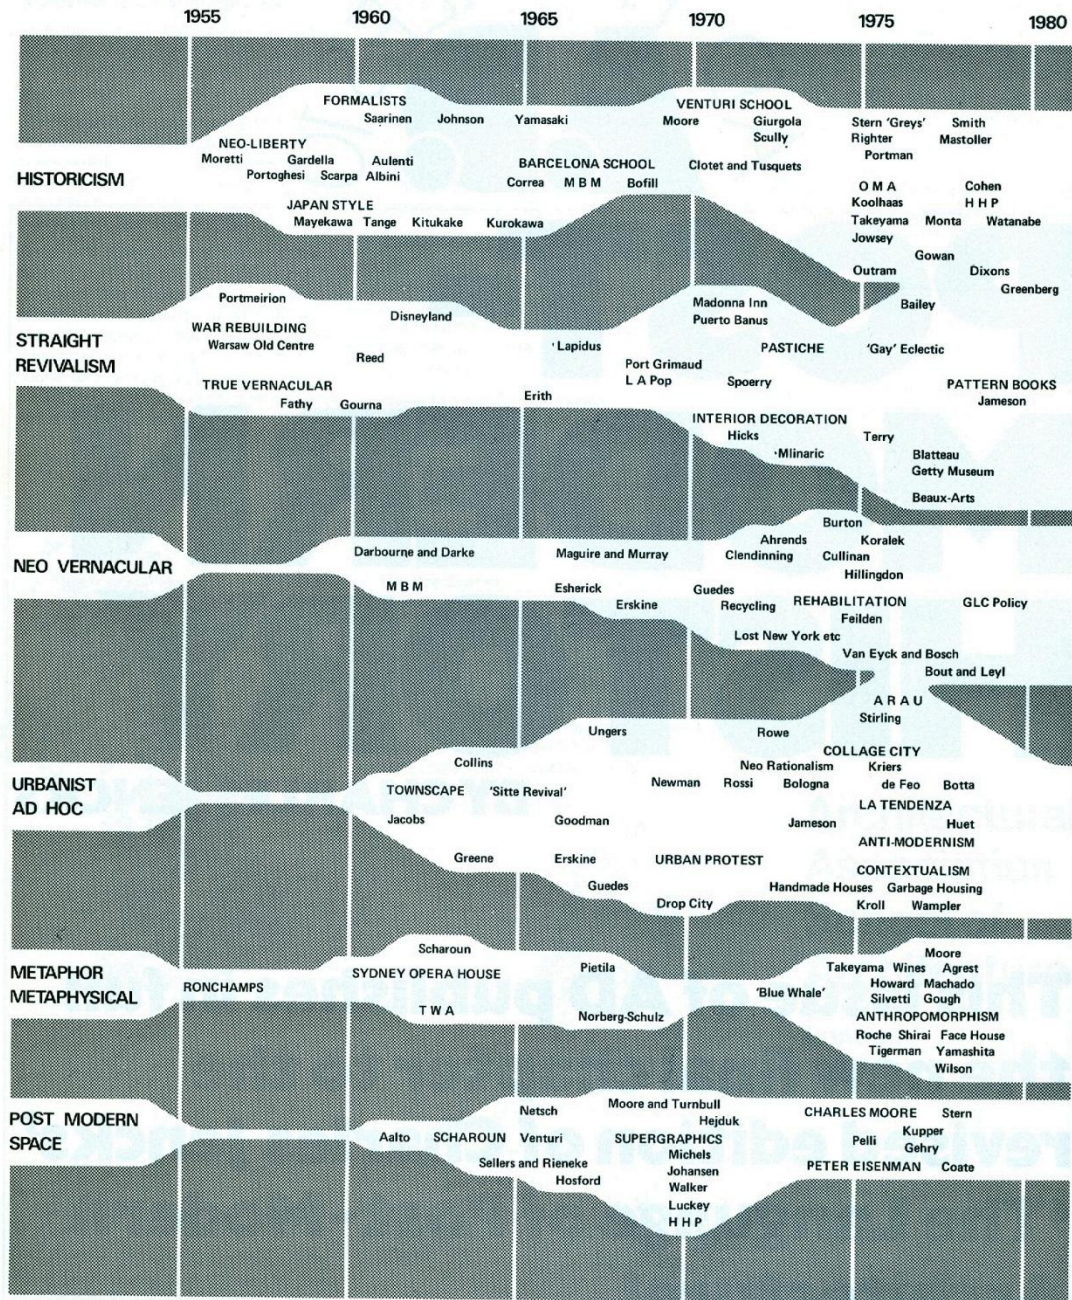 1955 1960 1965 1970 1975 1980
FORMALISTS
Saarinen Johnson Yamasaki
VENTURI SCHOOL
Moore Giurgola
Scully
Stern 'Greys' Smith
Righter Mastoller
Portman
NEO-LIBERTY
Moretti Gardella Aulenti
Portoghesi Scarpa Albini
BARCELONA SCHOOL
Correa M B M Bofill
Clotet and Tusquets
HISTORICISM
O M A Cohen
Koolhaas H H P
JAPAN STYLE
Mayekawa Tange Kitukake Kurokawa
Takeyama Monta Watanabe
Jowsey
Gowan
Outram Dixons
Greenberg
Bailey
Portmeirion
Disneyland
Madonna Inn
Puerto Banus
WAR REBUILDING
Warsaw Old Centre
Reed
Lapidus
PASTICHE 'Gay' Eclectic
STRAIGHT
REVIVALISM
Port Grimaud
L A Pop Spoerry
TRUE VERNACULAR
Fathy Gourna
Erith
PATTERN BOOKS
Jameson
INTERIOR DECORATION
Hicks Terry
Mlinaric Blatteau
Getty Museum
Beaux-Arts
Burton
Ahrends Koralek
Darbourne and Darke Maguire and Murray Clendinning Cullinan
NEO VERNACULAR
Hillingdon
M B M Esherick Guedes
Erskine Recycling REHABILITATION GLC Policy
Feilden
Lost New York etc
Van Eyck and Bosch
Bout and Leyl
A R A U
Stirling
Ungers Rowe
COLLAGE CITY
Collins Neo Rationalism Kriers
URBANIST
AD HOC
TOWNSCAPE 'Sitte Revival' Newman Rossi Bologna de Feo Botta
LA TENDENZA
Jacobs Goodman Jameson Huet
ANTI-MODERNISM
Greene Erskine URBAN PROTEST
CONTEXTUALISM
Guedes Handmade Houses Garbage Housing
Drop City Kroll Wampler
Scharoun Moore
METAPHOR
METAPHYSICAL
SYDNEY OPERA HOUSE Pietila Takeyama Wines Agrest
RONCHAMPS 'Blue Whale' Howard Machado
Silvetti Gough
T W A Norberg-Schulz ANTHROPOMORPHISM
Roche Shirai Face House
Tigerman Yamashita
Wilson
POST MODERN
SPACE
Netsch Moore and Turnbull
Hejduk
CHARLES MOORE Stern
Kupper
Aalto SCHAROUN Venturi SUPERGRAPHICS Pelli
Gehry
Michels
Sellers and Rieneke Johansen PETER EISENMAN Coate
Hosford Walker
Luckey
H H P